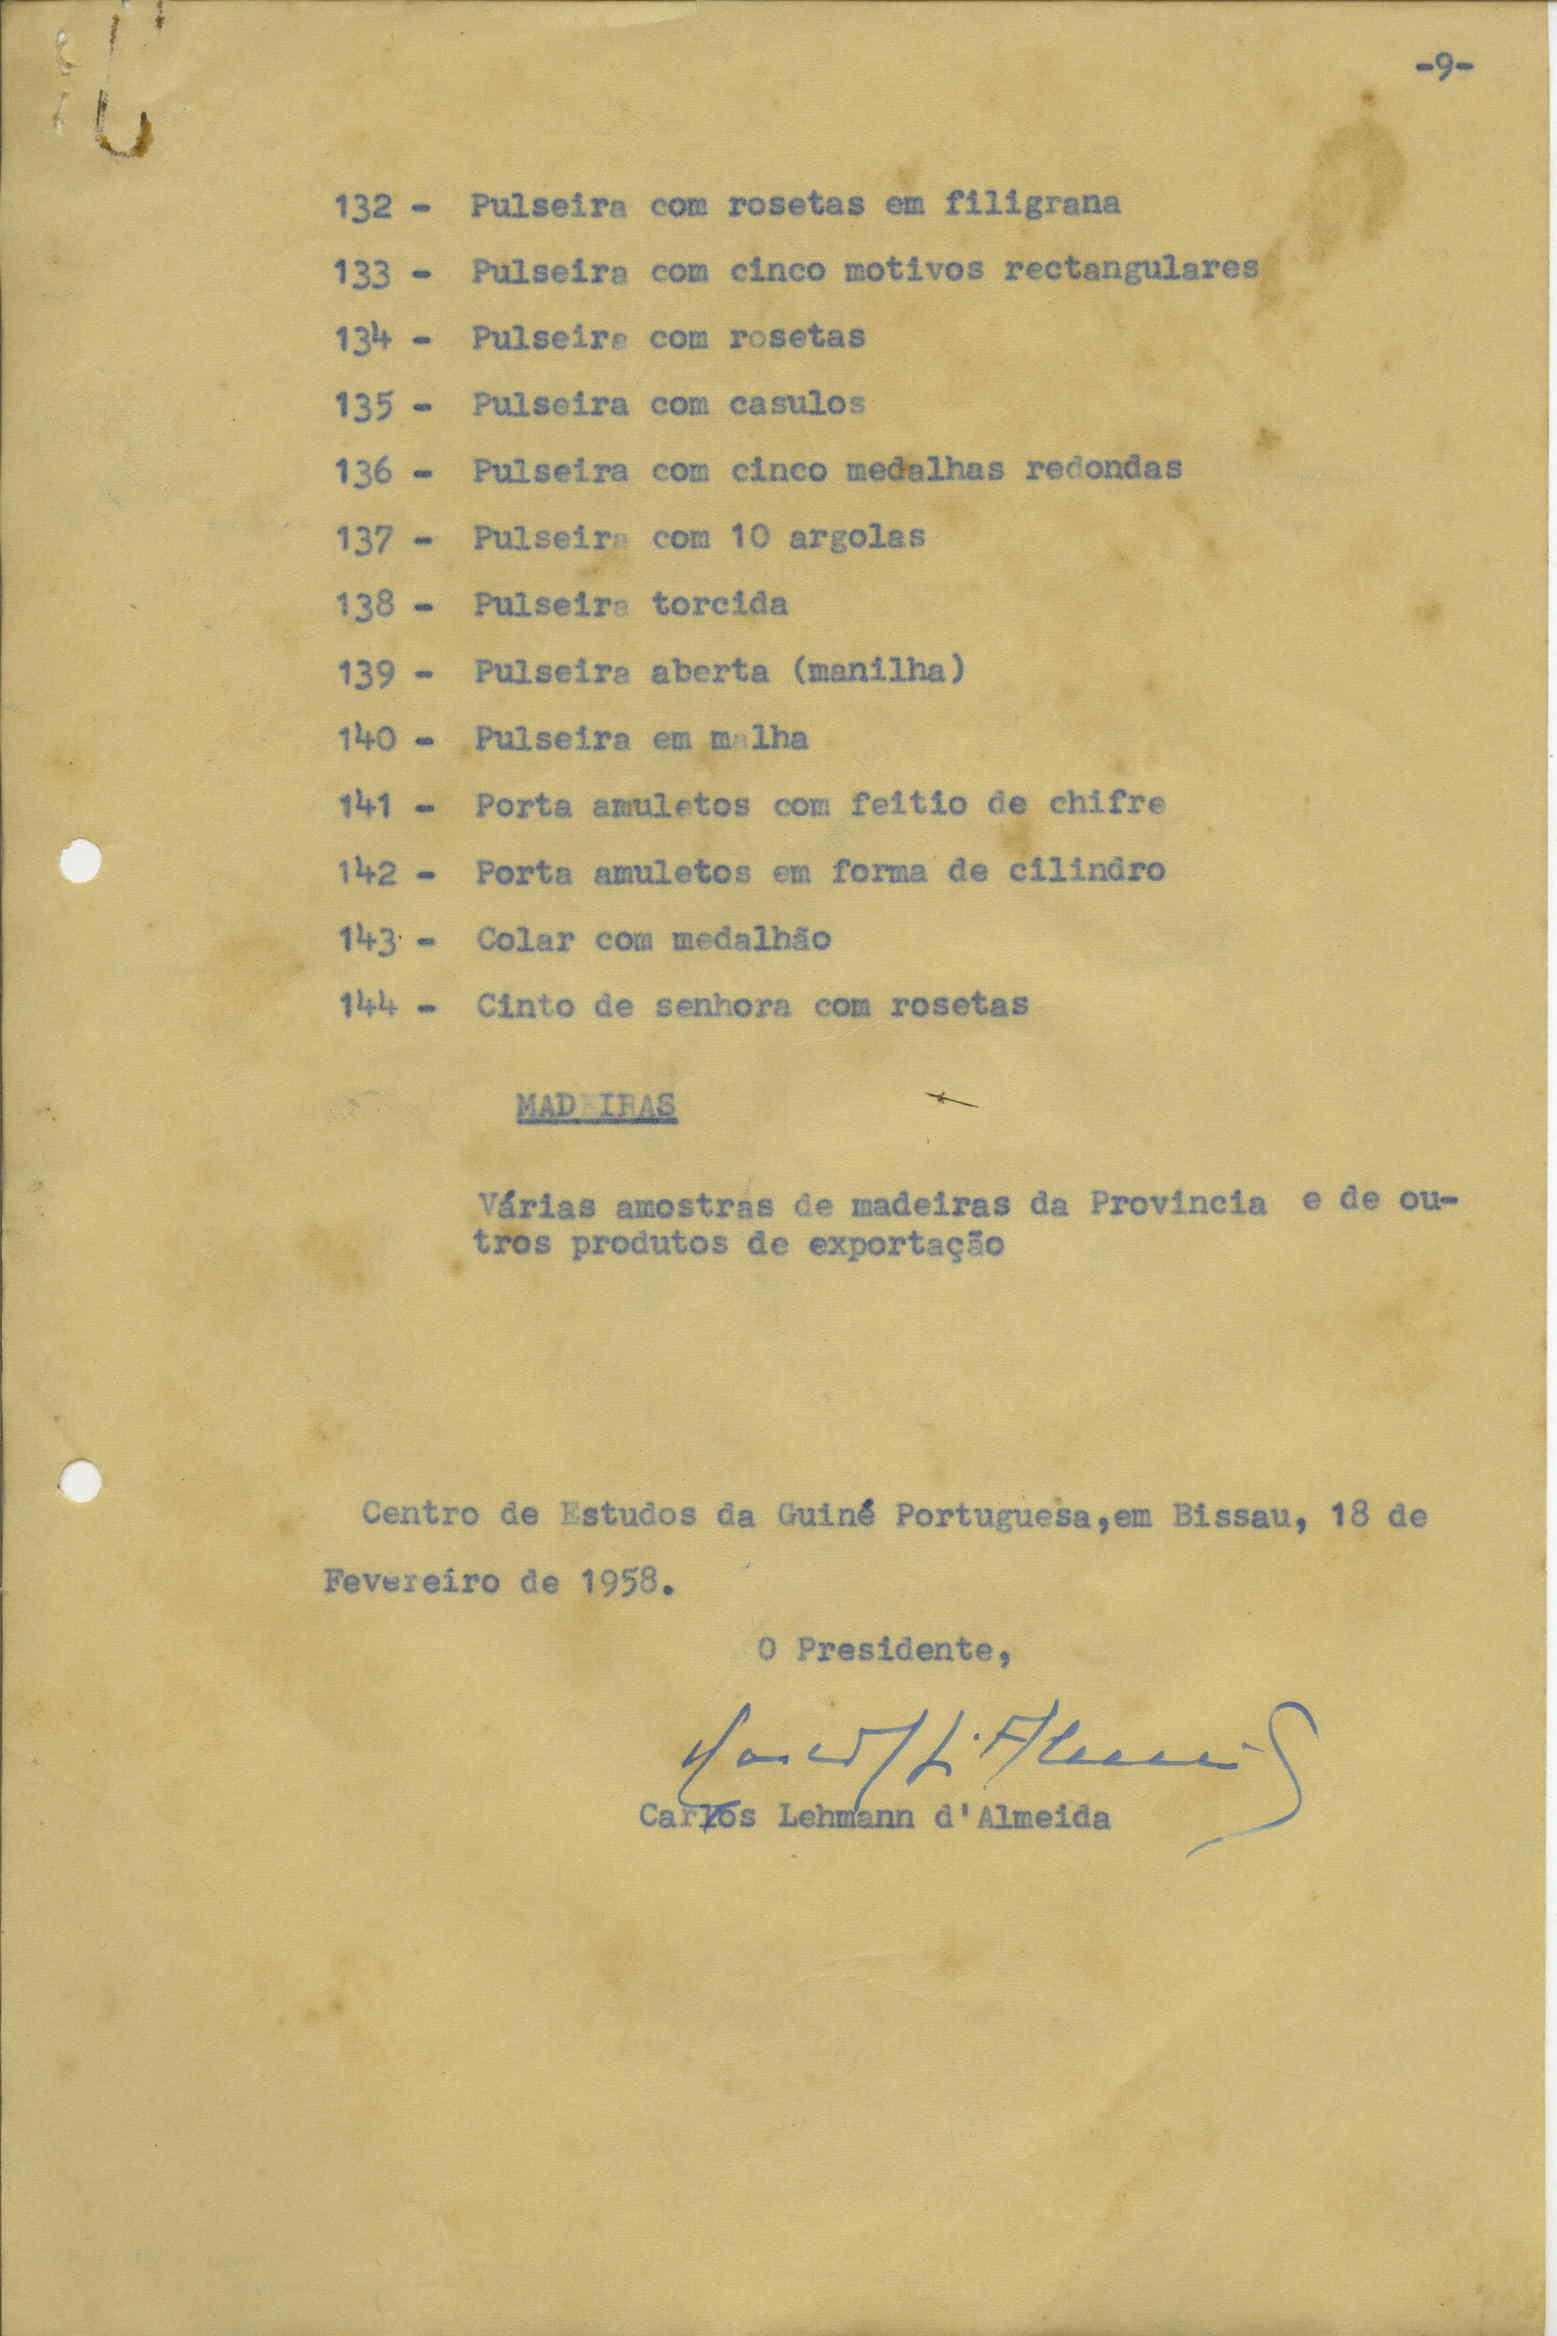 -9-
132 - Pulseira com rosetas em filigrana
133 - Pulseira com cinco motivos rectangulares
134 - Pulseira com rosetas
135 - Pulseira com casulos
136 - Pulseira com cinco medalhas redondas
137 - Pulseira com 10 argolas
138 - Pulseira torcida
139 - Pulseira aberta (manilha)
140 - Pulseira em malha
141 - Porta amuletos com feitio de chifre
142 - Porta amuletos em forma de cilindro
143 - Colar com medalhão
144 - Cinto de senhora com rosetas
MADEIRAS
Várias amostras de madeiras da Provincia e de ou-
tros produtos de exportação
Centro de Estudos da Guiné Portuguesa,em Bissau, 18 de
Fevereiro de 1958.
O Presidente,
Carlos Lehmann d'Almeida